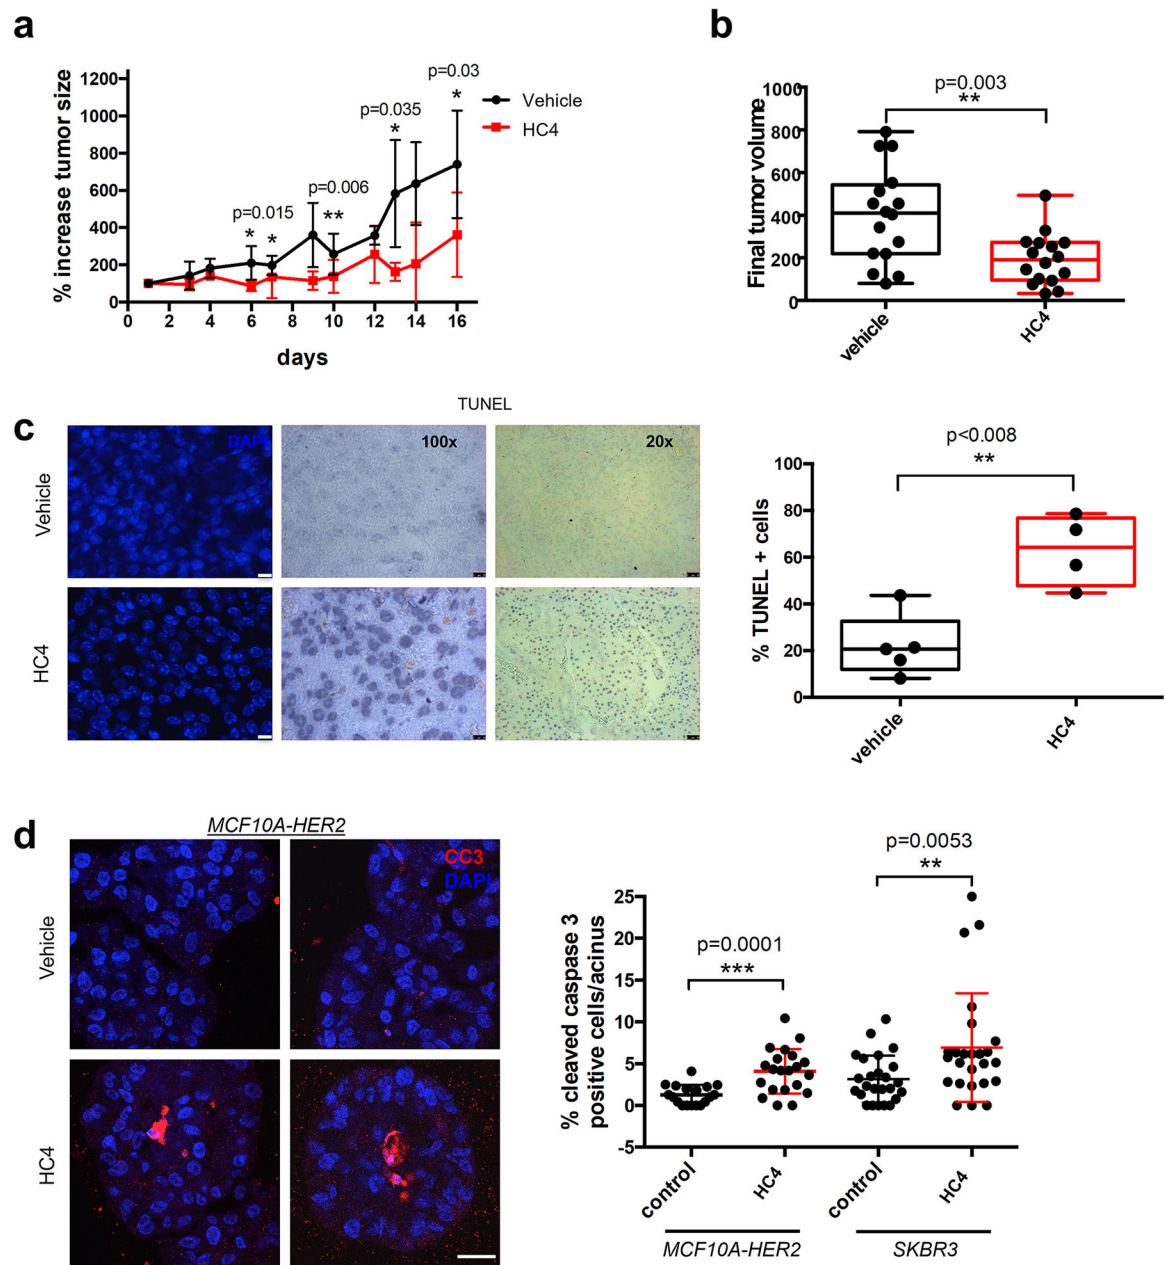 a
% increase tumor size
1200
1000
800
600
400
200
0
0 2 4 6 8 10 12 14 16
days
p=0.015
* *
p=0.006
**
p=0.035
*
p=0.03
*
Vehicle
HC4
b
Final tumor volume
1000
800
600
400
200
0
p=0.003
**
vehicle
HC4
c
TUNEL
Vehicle
HC4
DAPI
100x
20x
% TUNEL + cells
100
80
60
40
20
0
p<0.008
**
vehicle
HC4
d
MCF10A-HER2
Vehicle
HC4
CC3
DAPI
% cleaved caspase 3
positive cells/acinus
25
20
15
10
5
0
-5
p=0.0001
***
p=0.0053
**
control
HC4
control
HC4
MCF10A-HER2
SKBR3